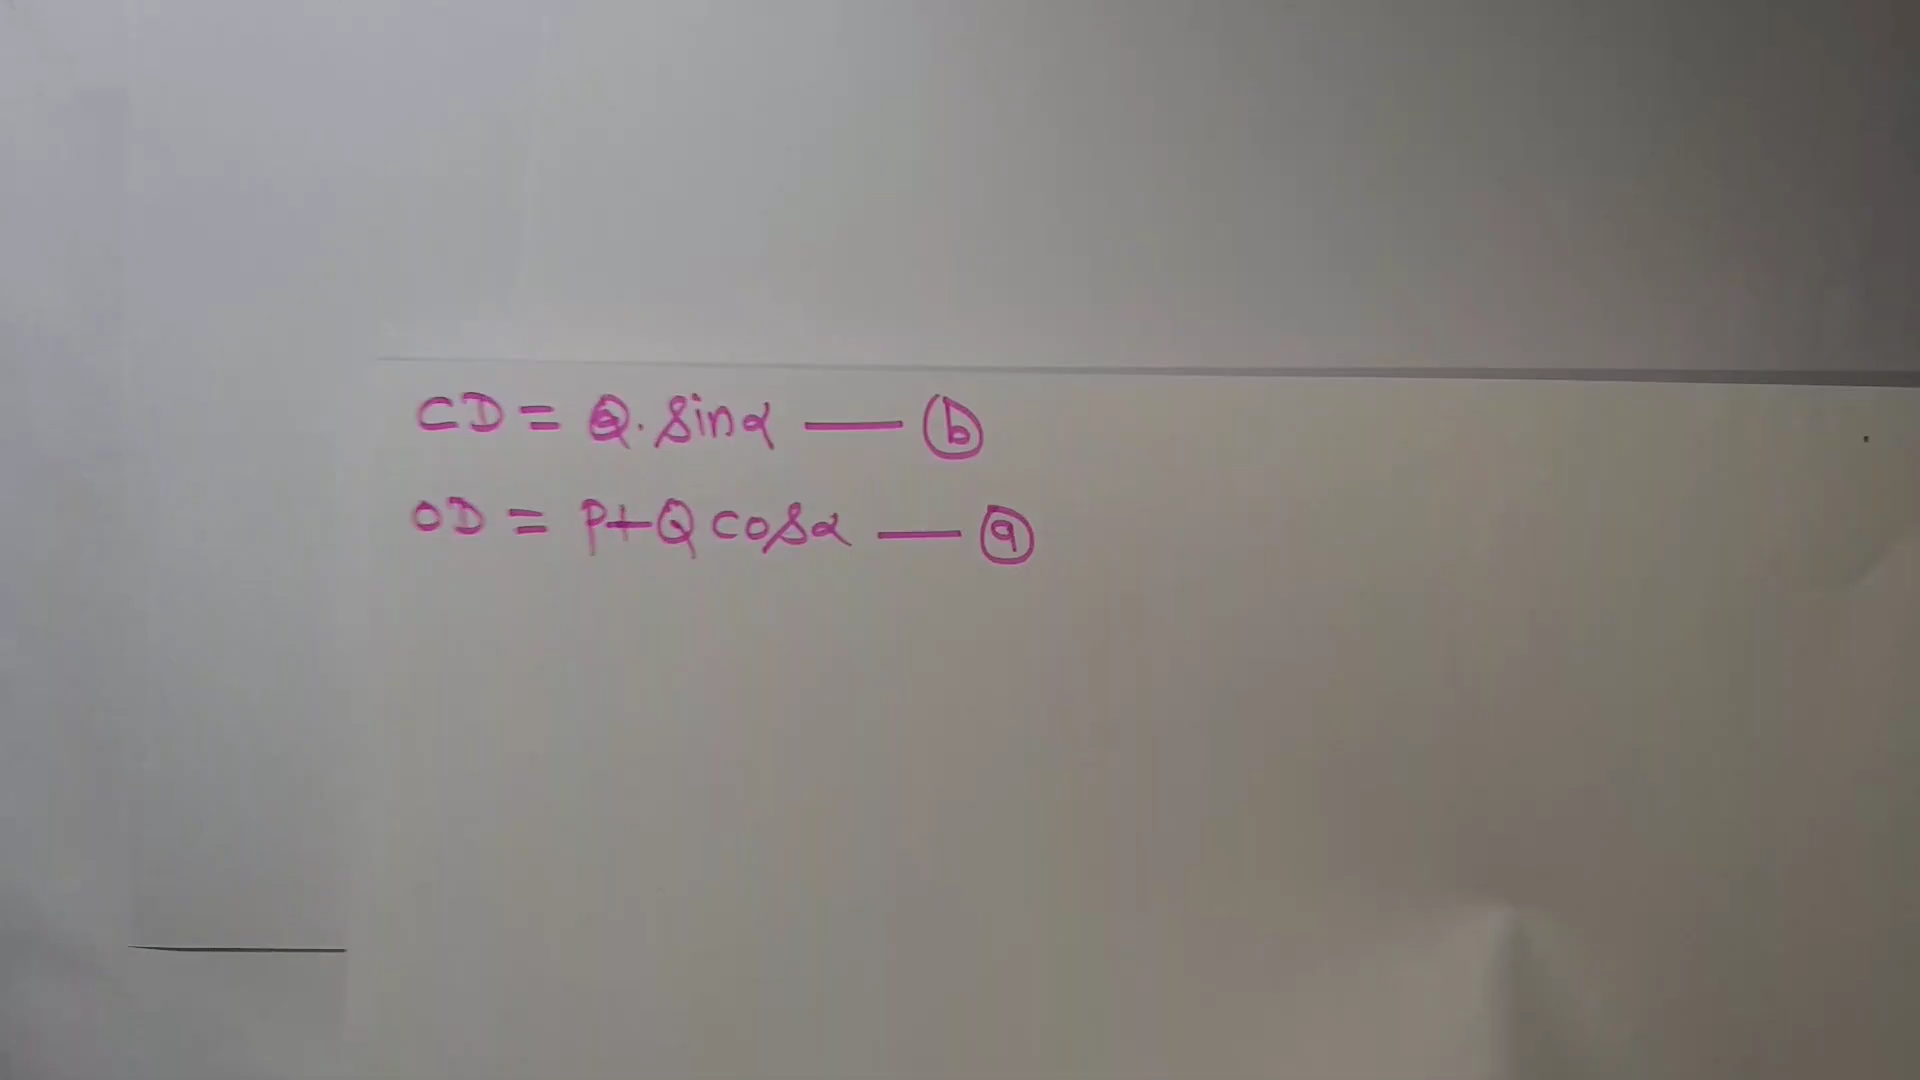 CD = Q. sinα — (b)
OD = P+Q cosα — (a)